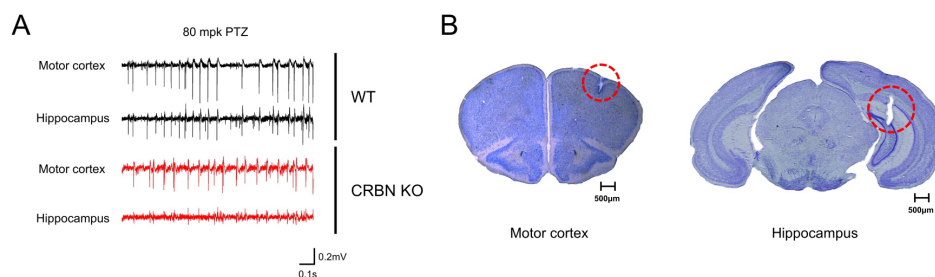 A
80 mpk PTZ
Motor cortex
Hippocampus
WT
Motor cortex
Hippocampus
CRBN KO
0.2mV
0.1s
B
500µm
Motor cortex
500µm
Hippocampus